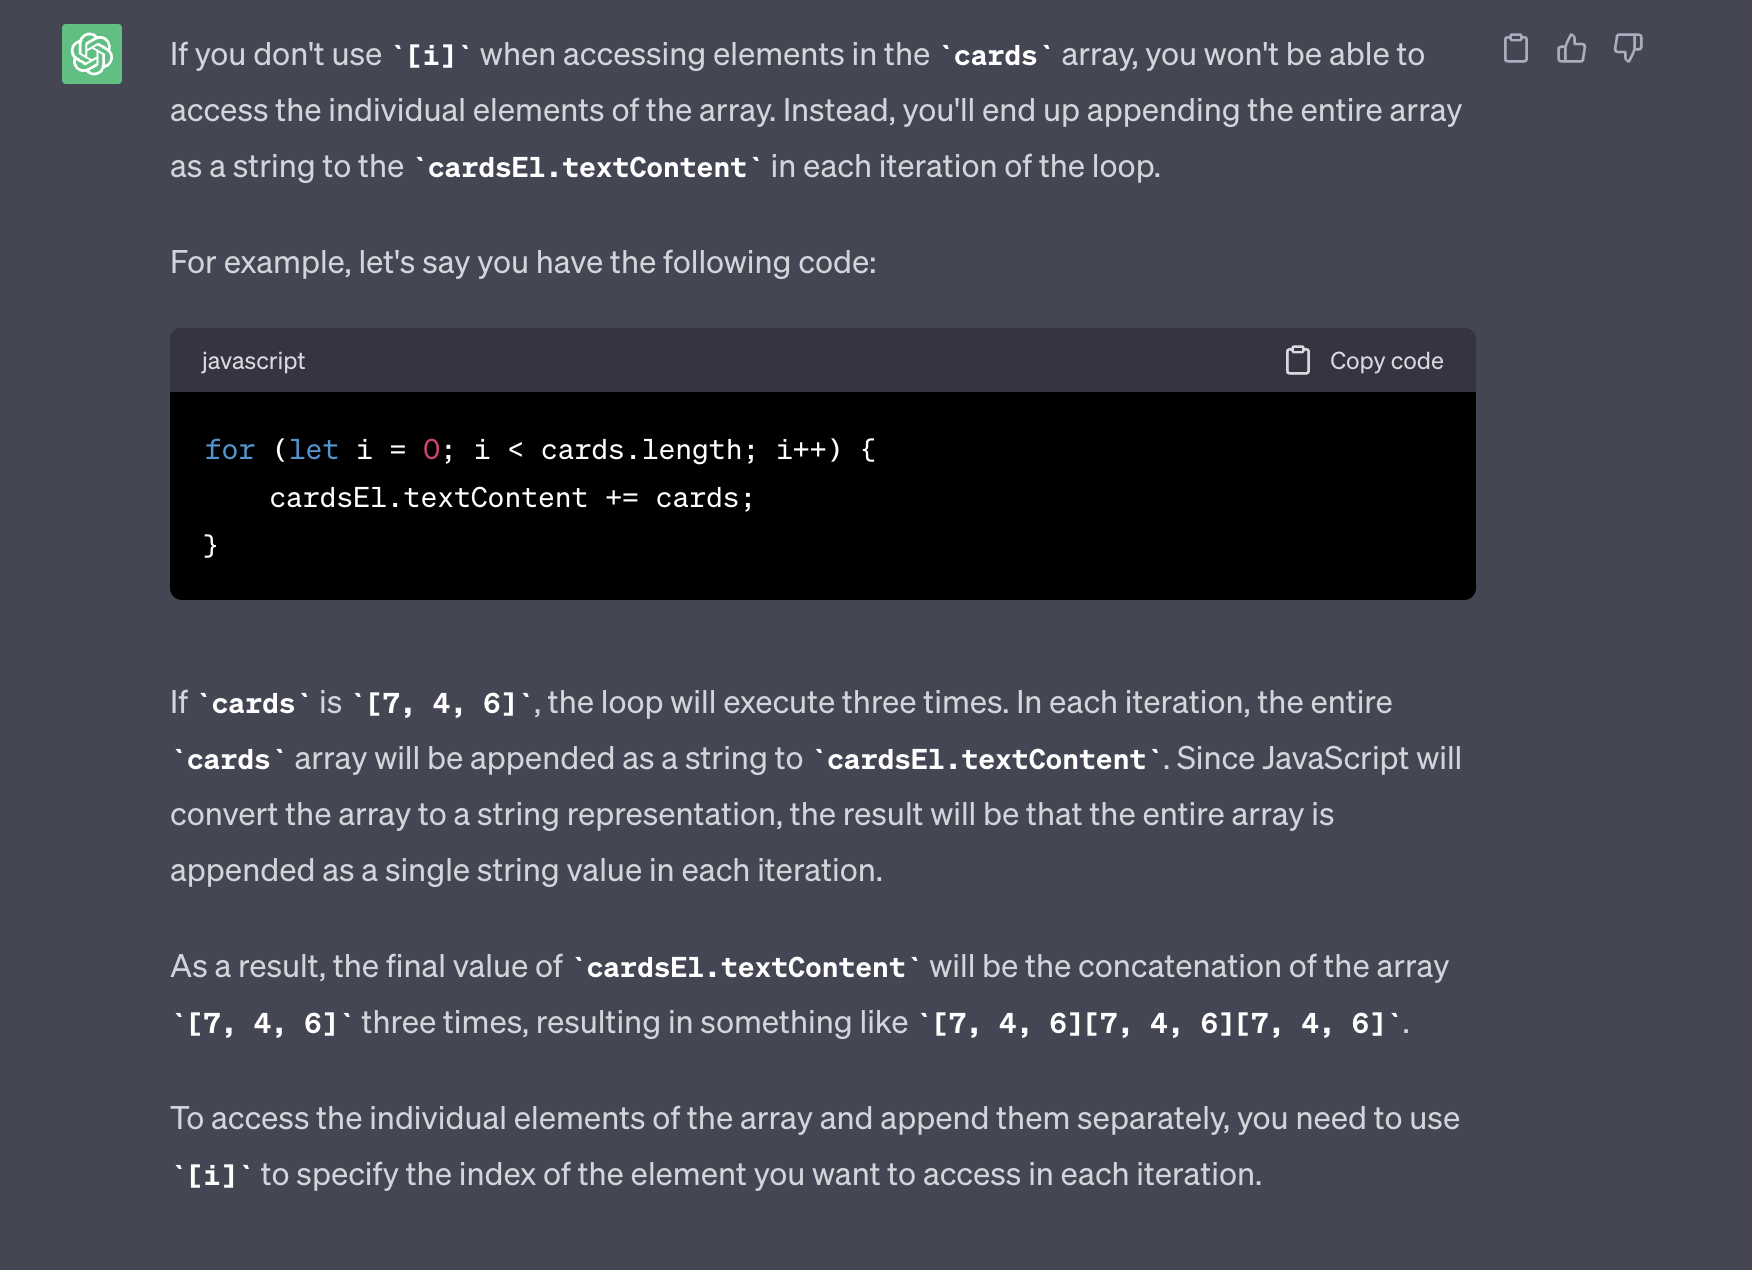 If you don't use `[i]` when accessing elements in the `cards` array, you won't be able to
access the individual elements of the array. Instead, you'll end up appending the entire array
as a string to the `cardsEl.textContent` in each iteration of the loop.
For example, let's say you have the following code:
javascript
Copy code
for (let i = 0; i < cards.length; i++) {
    cardsEl.textContent += cards;
}
If `cards` is `[7, 4, 6]`, the loop will execute three times. In each iteration, the entire
`cards` array will be appended as a string to `cardsEl.textContent`. Since JavaScript will
convert the array to a string representation, the result will be that the entire array is
appended as a single string value in each iteration.
As a result, the final value of `cardsEl.textContent` will be the concatenation of the array
`[7, 4, 6]` three times, resulting in something like `[7, 4, 6][7, 4, 6][7, 4, 6]`.
To access the individual elements of the array and append them separately, you need to use
`[i]` to specify the index of the element you want to access in each iteration.